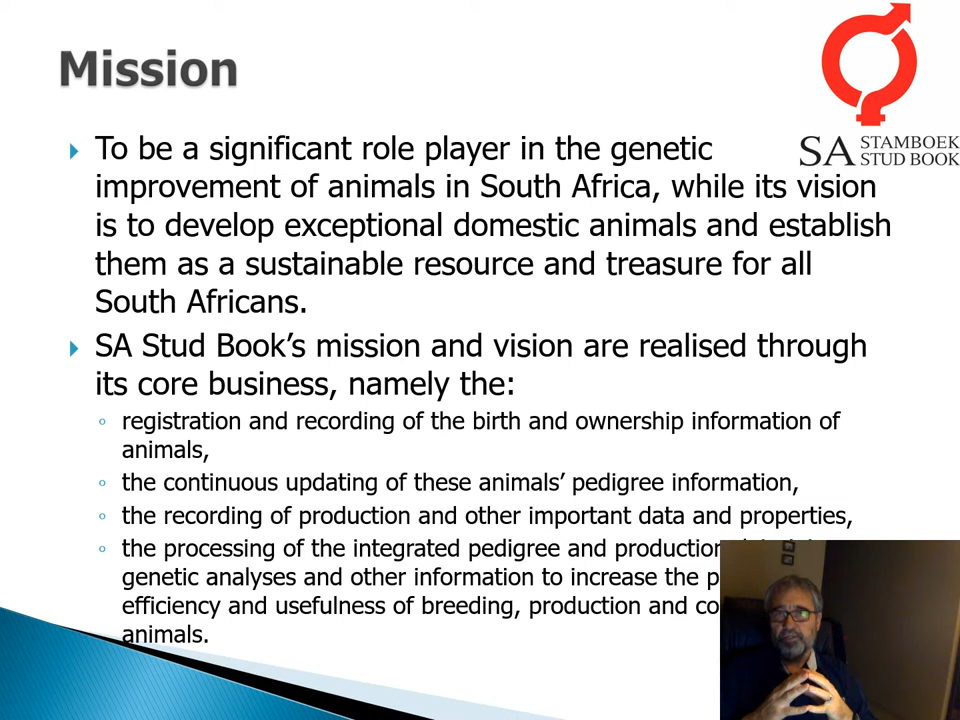 Mission
SA STAMBOEK
STUD BOOK
To be a significant role player in the genetic
improvement of animals in South Africa, while its vision
is to develop exceptional domestic animals and establish
them as a sustainable resource and treasure for all
South Africans.
SA Stud Book’s mission and vision are realised through
its core business, namely the:
registration and recording of the birth and ownership information of
animals,
the continuous updating of these animals’ pedigree information,
the recording of production and other important data and properties,
the processing of the integrated pedigree and production
genetic analyses and other information to increase the
efficiency and usefulness of breeding, production and
animals.